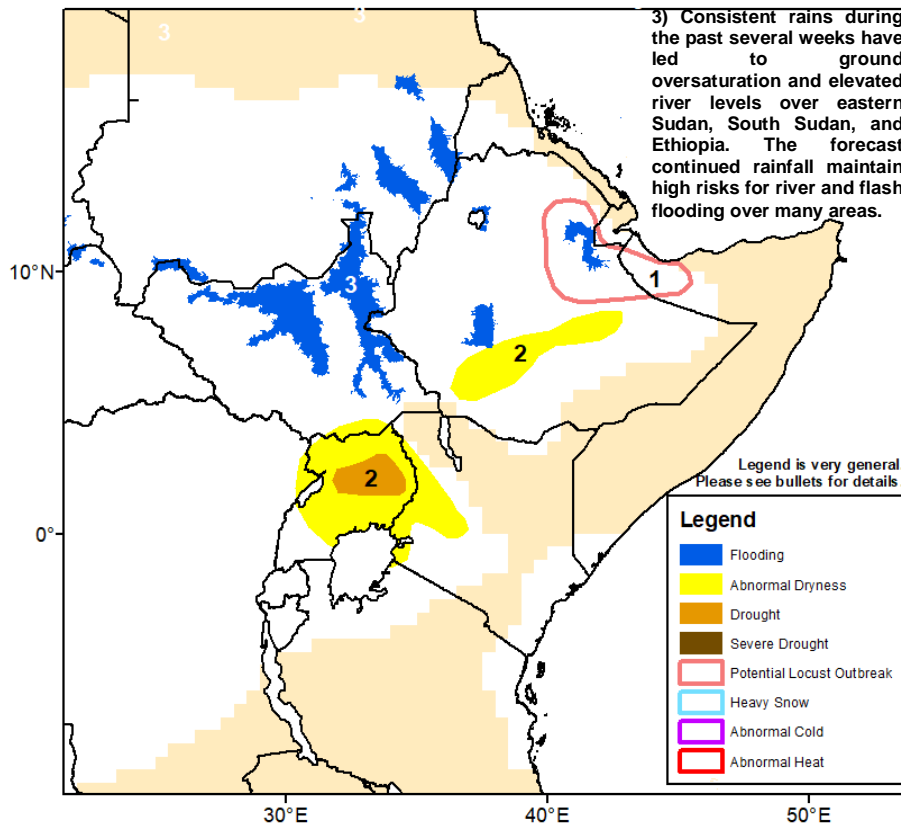 3
3) Consistent rains during
the past several weeks have
led to ground
oversaturation and elevated
river levels over eastern
Sudan, South Sudan, and
Ethiopia. The forecast
continued rainfall maintain
high risks for river and flash
flooding over many areas.
10°N
3
1
2
2
0°
Legend is very general
Please see bullets for details
Legend
Flooding
Abnormal Dryness
Drought
Severe Drought
Potential Locust Outbreak
Heavy Snow
Abnormal Cold
Abnormal Heat
30°E
40°E
50°E